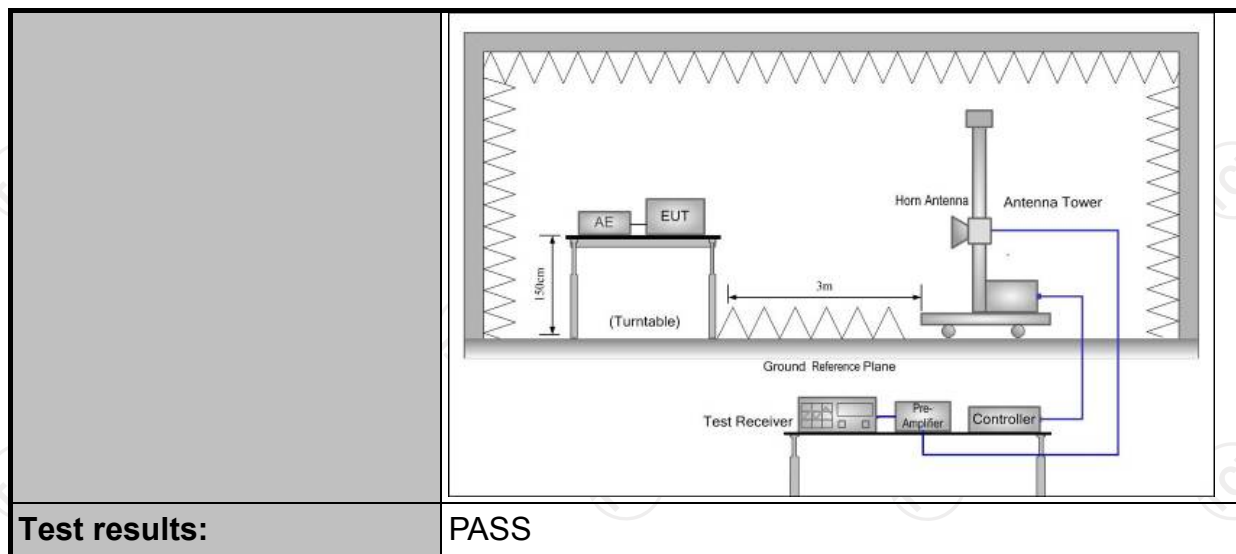 Horn Antenna
Antenna Tower
AE
EUT
150cm
3m
(Turntable)
Ground Reference Plane
Test Receiver
Pre-
Amplifier
Controller
Test results:
PASS